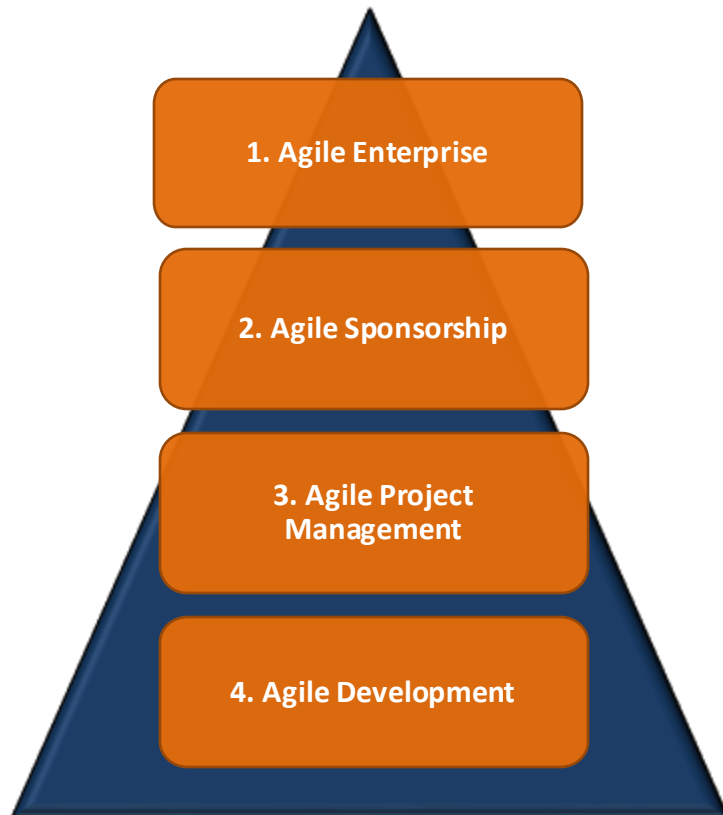 1. Agile Enterprise
2. Agile Sponsorship
3. Agile Project
Management
4. Agile Development